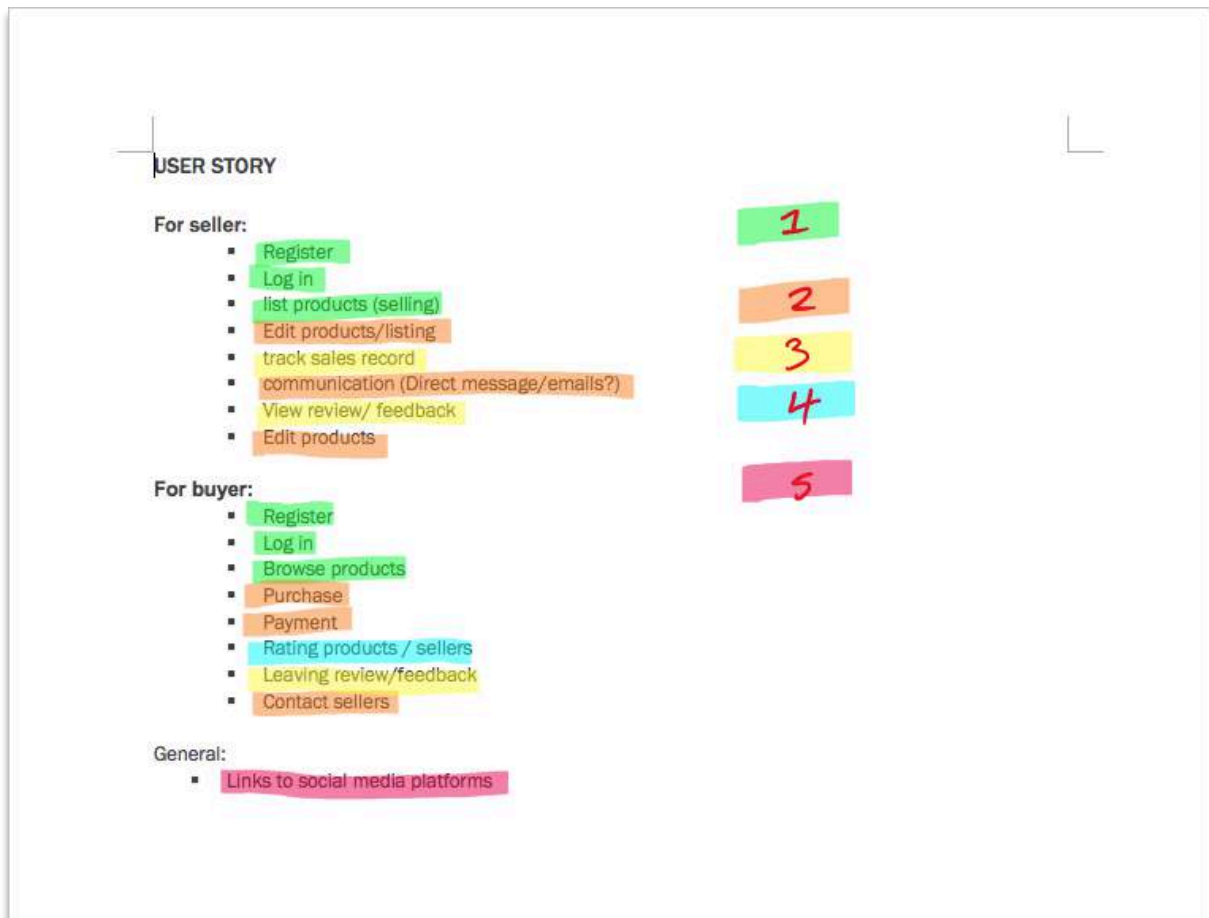 USER STORY
For seller:
▪ Register
▪ Log in
▪ list products (selling)
▪ Edit products/listing
▪ track sales record
▪ communication (Direct message/emails?)
▪ View review/ feedback
▪ Edit products
For buyer:
▪ Register
▪ Log in
▪ Browse products
▪ Purchase
▪ Payment
▪ Rating products / sellers
▪ Leaving review/feedback
▪ Contact sellers
General:
▪ Links to social media platforms
1
2
3
4
5